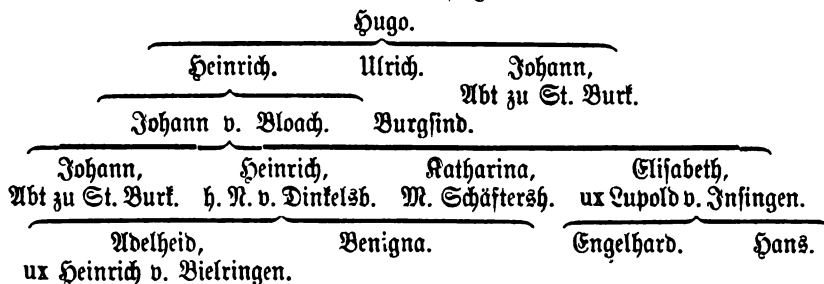 Hugo.
Heinrich. Ulrich. Johann,
Abt zu St. Burk.
Johann v. Bloach. Burgsind.
Johann, Heinrich, Katharina, Elisabeth,
Abt zu St. Burk. h. N. v. Dinkelsb. M. Schäftersh. ux Lupold v. Insingen.
Adelheid, Benigna. Engelhard. Hans.
ux Heinrich v. Bielringen.